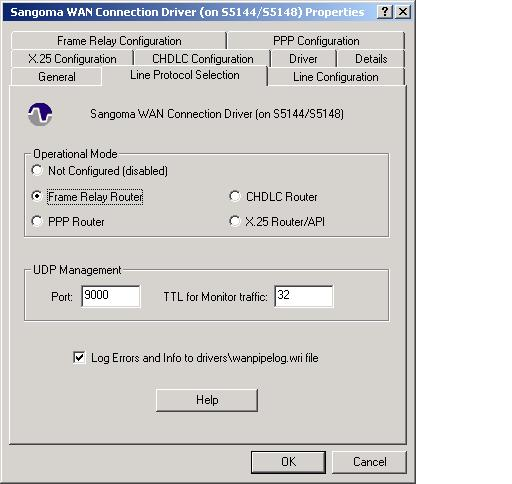 Sangoma WAN Connection Driver (on S5144/S5148) Properties
Frame Relay Configuration PPP Configuration
X.25 Configuration CHDLC Configuration Driver Details
General Line Protocol Selection Line Configuration
Sangoma WAN Connection Driver (on S5144/S5148)
Operational Mode
Not Configured (disabled)
Frame Relay Router CHDLC Router
PPP Router X.25 Router/API
UDP Management
Port: 9000 TTL for Monitor traffic: 32
Log Errors and Info to drivers\wanpipelog.wri file
Help
OK Cancel